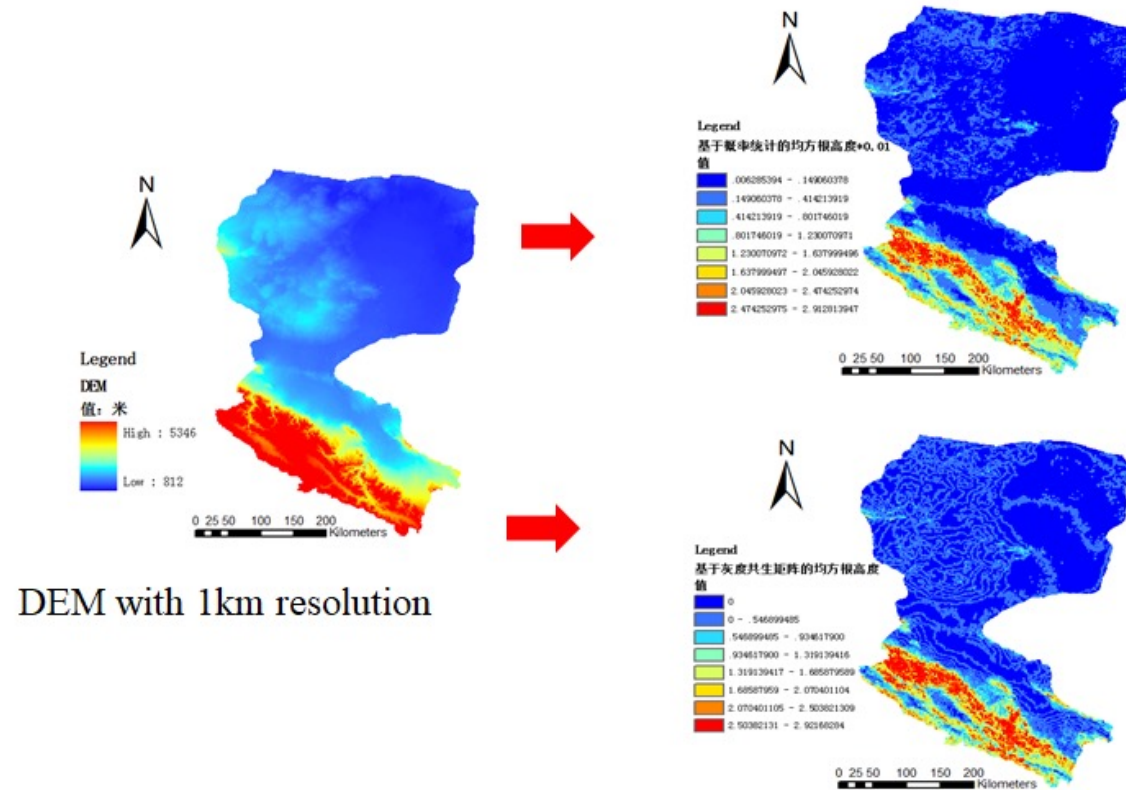 N
Legend
DEM
值：米
High : 5346
Low : 812
0 25 50 100 150 200
Kilometers
DEM with 1km resolution
N
Legend
基于概率统计的均方根高度*0.01
值
.006285394 - .149060378
.149060378 - .414213919
.414213919 - .801746019
.801746019 - 1.230070971
1.230070972 - 1.637999496
1.637999497 - 2.045928022
2.045928023 - 2.474252974
2.474252975 - 2.912813947
0 25 50 100 150 200
Kilometers
N
Legend
基于灰度共生矩阵的均方根高度
值
0
0 - .546899485
.546899485 - .934617900
.934617900 - 1.319139416
1.319139417 - 1.685879589
1.68587959 - 2.070401104
2.070401105 - 2.503821309
2.50382131 - 2.92168284
0 25 50 100 150 200
Kilometers